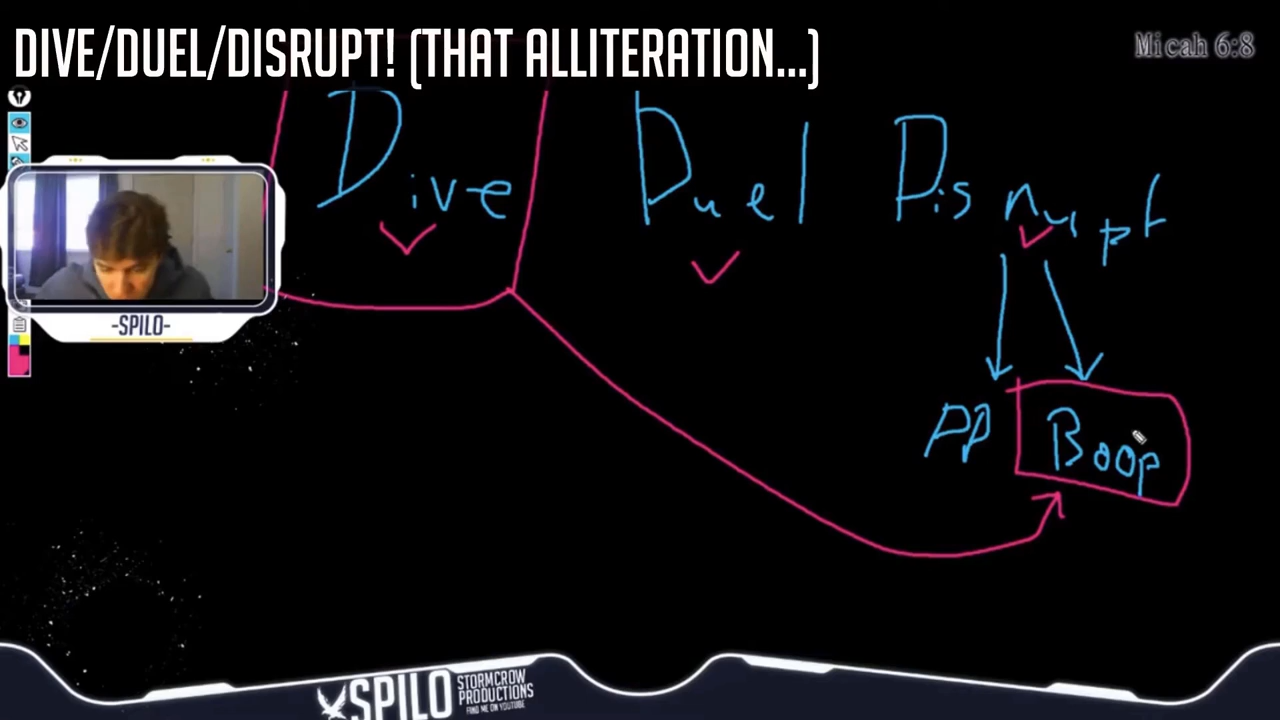 DIVE/DUEL/DISRUPT! (THAT ALLITERATION...)
Micah 6:8
Dive Duel Disrupt
-SPILO-
PP Boop
SPILO
STORMCROW
PRODUCTIONS
FIND ME ON YOUTUBE